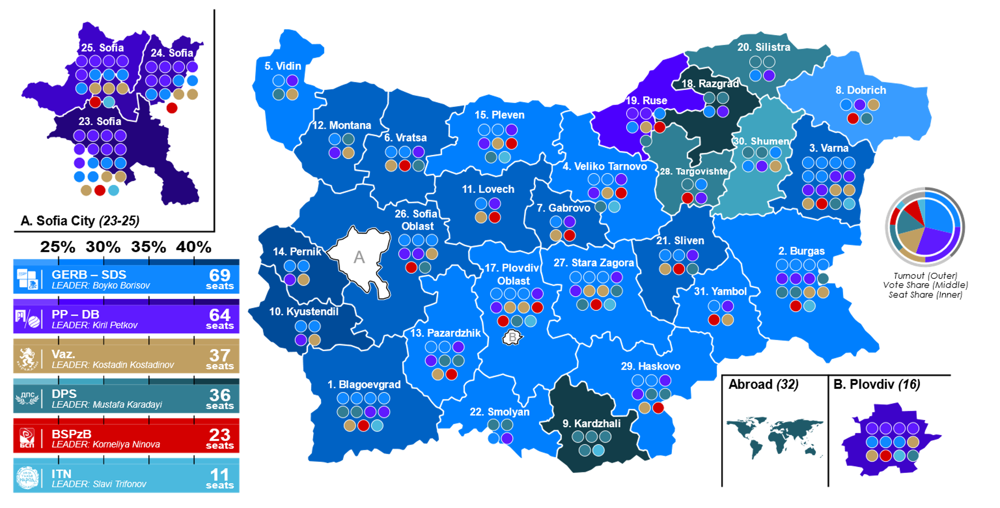 25. Sofia
24. Sofia
23. Sofia
A. Sofia City (23-25)
25% 30% 35% 40%
GERB – SDS
LEADER: Boyko Borisov
69
seats
PP – DB
LEADER: Kiril Petkov
64
seats
Vaz.
LEADER: Kostadin Kostadinov
37
seats
ДПС
DPS
LEADER: Mustafa Karadayi
36
seats
БСП
BSPzB
LEADER: Korneliya Ninova
23
seats
ИМА
ТАКЪВ
НАРОД
ITN
LEADER: Slavi Trifonov
11
seats
5. Vidin
12. Montana
6. Vratsa
15. Pleven
11. Lovech
4. Veliko Tarnovo
7. Gabrovo
19. Ruse
18. Razgrad
20. Silistra
8. Dobrich
30. Shumen
28. Targovishte
3. Varna
26. Sofia
Oblast
A
14. Pernik
10. Kyustendil
17. Plovdiv
Oblast
B
27. Stara Zagora
21. Sliven
31. Yambol
2. Burgas
13. Pazardzhik
1. Blagoevgrad
22. Smolyan
9. Kardzhali
29. Haskovo
Turnout (Outer)
Vote Share (Middle)
Seat Share (Inner)
Abroad (32)
B. Plovdiv (16)